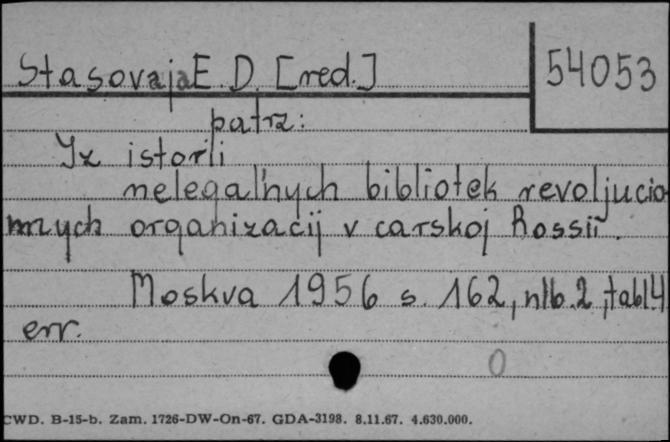 Stasovaja E. D. [red.]
54053
patrz:
Iz istorii
nelegal'nych bibliotek revoljucio-
nnych organizacij v carskoj Rossii.
Moskva 1956 s. 162, nlb. 2, tabl 4
err.
0
CWD. B-15-b. Zam. 1726-DW-On-67. GDA-3198. 8.11.67. 4.630.000.